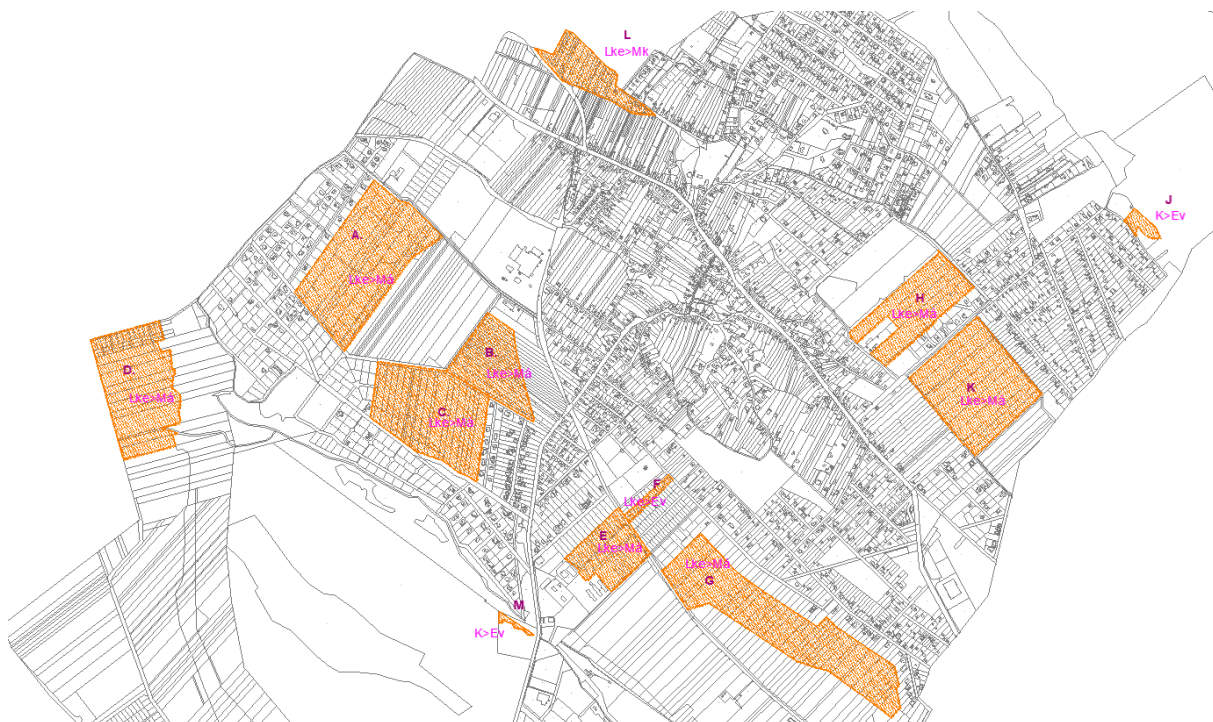 L
Lke>Mk
J
K>Ev
A.
Lke>Má
H
Lke>Má
B.
Lke>Má
D.
Lke>Má
K
Lke>Má
C.
Lke>Má
F
Lke>Ev
E
Lke>Má
Lke>Má
G
M
K>Ev